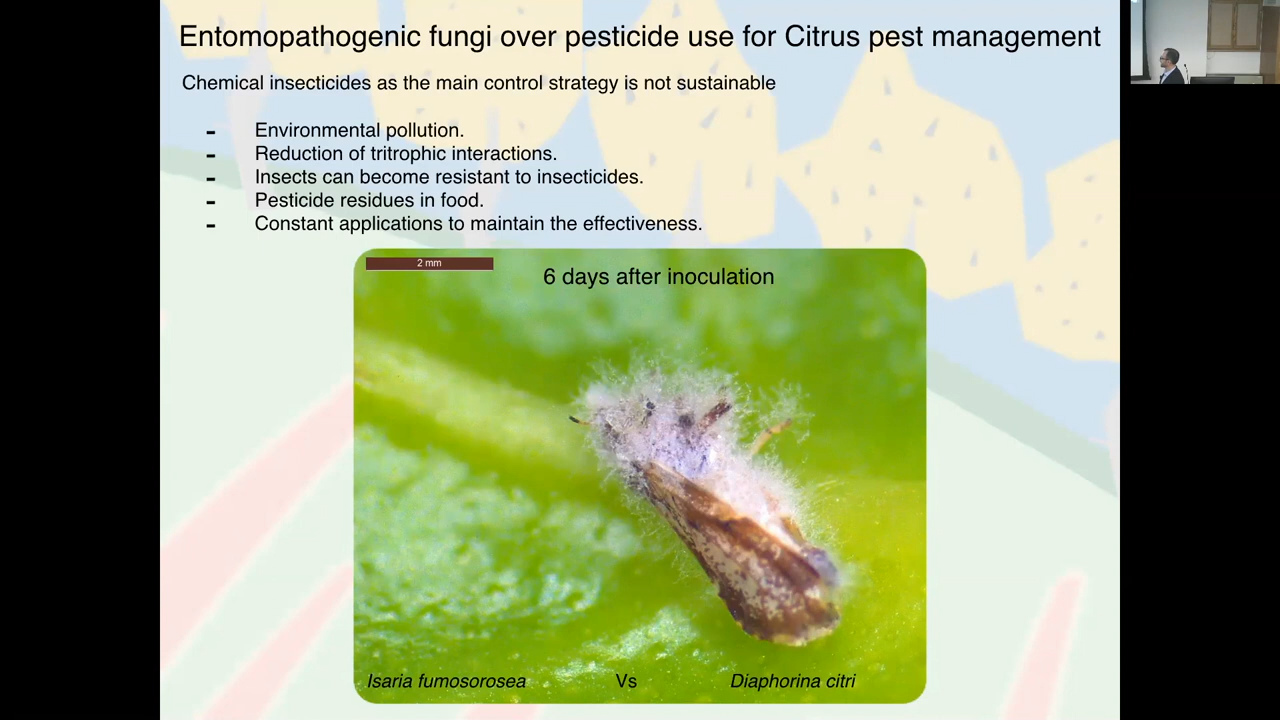 Entomopathogenic fungi over pesticide use for Citrus pest management
Chemical insecticides as the main control strategy is not sustainable
- Environmental pollution.
- Reduction of tritrophic interactions.
- Insects can become resistant to insecticides.
- Pesticide residues in food.
- Constant applications to maintain the effectiveness.
2 mm
6 days after inoculation
Isaria fumosorosea Vs Diaphorina citri